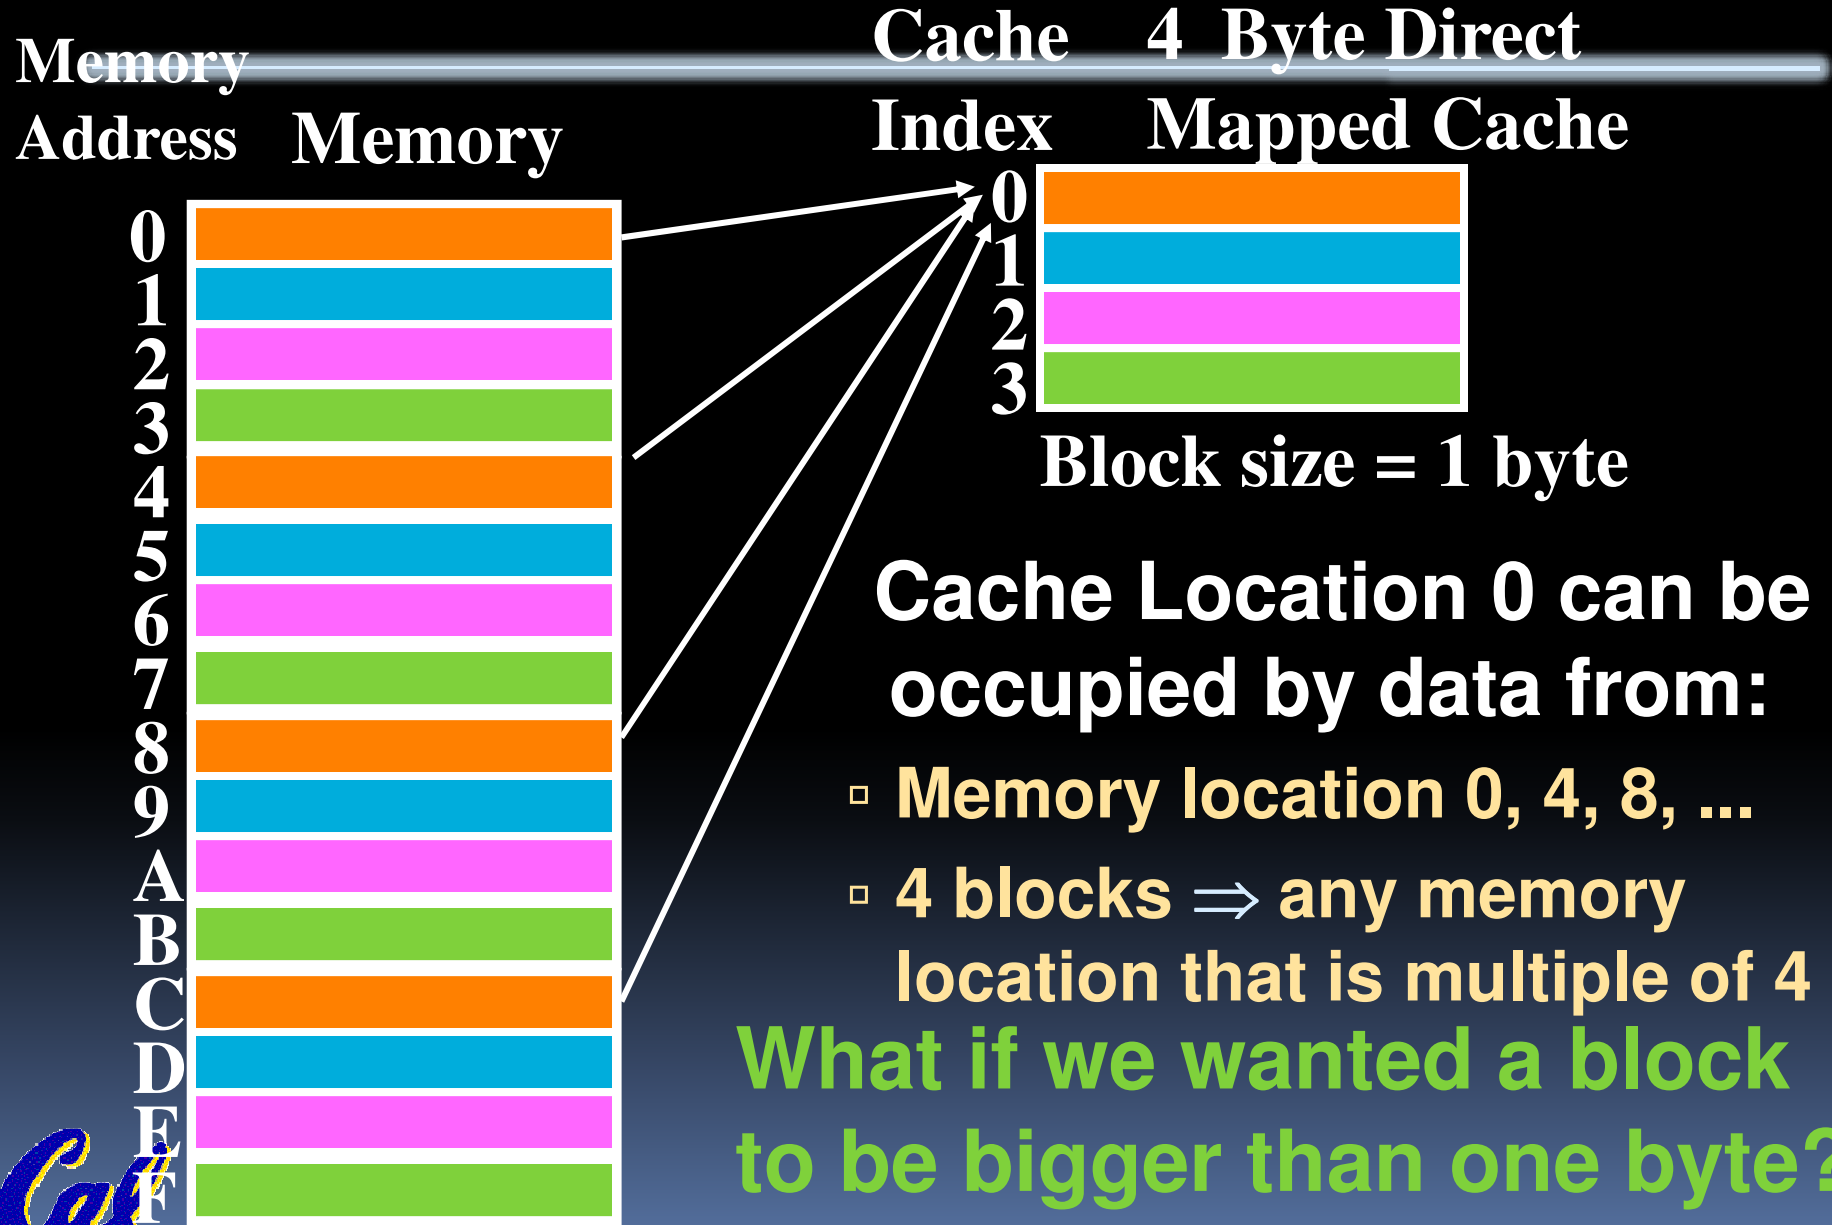 Memory
Address
Memory
0
1
2
3
4
5
6
7
8
9
A
B
C
D
E
F
Cache
Index
4 Byte Direct
Mapped Cache
0
1
2
3
Block size = 1 byte
Cache Location 0 can be
occupied by data from:
▫ Memory location 0, 4, 8, ...
▫ 4 blocks ⇒ any memory
location that is multiple of 4
What if we wanted a block
to be bigger than one byte?
Cal